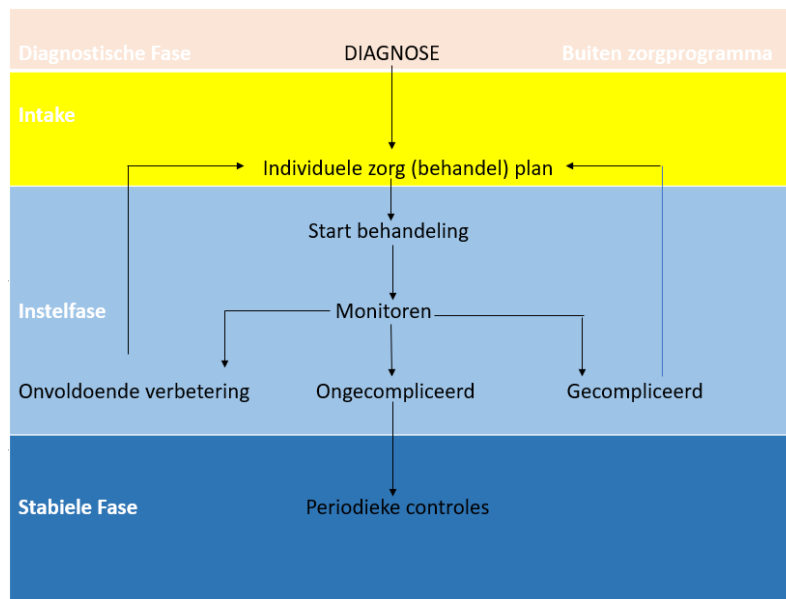 Diagnostische Fase DIAGNOSE Buiten zorgprogramma
Intake
Individuele zorg (behandel) plan
Start behandeling
Instelfase Monitoren
Onvoldoende verbetering Ongecompliceerd Gecompliceerd
Stabiele Fase Periodieke controles